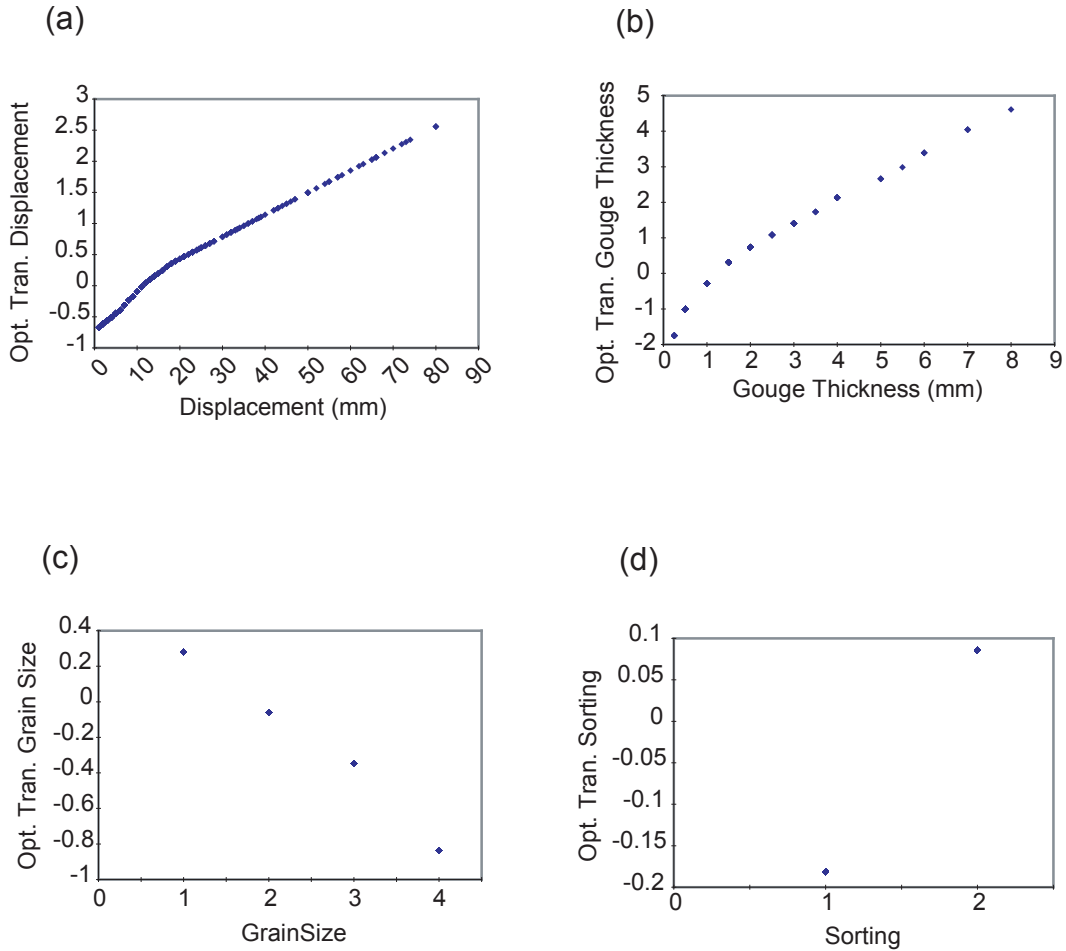 (a)
Opt. Tran. Displacement
3
2.5
2
1.5
1
0.5
0
-0.5
-1
0 10 20 30 40 50 60 70 80 90
Displacement (mm)
(b)
Opt. Tran. Gouge Thickness
5
4
3
2
1
0
-1
-2
0 1 2 3 4 5 6 7 8 9
Gouge Thickness (mm)
(c)
Opt. Tran. Grain Size
0.4
0.2
0
-0.2
-0.4
-0.6
-0.8
-1
0 1 2 3 4
GrainSize
(d)
Opt. Tran. Sorting
0.1
0.05
0
-0.05
-0.1
-0.15
-0.2
0 1 2
Sorting